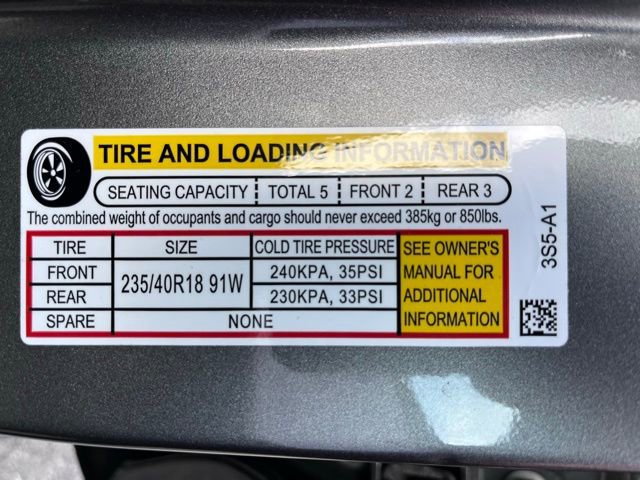 TIRE AND LOADING INFORMATION
SEATING CAPACITY TOTAL 5 FRONT 2 REAR 3
The combined weight of occupants and cargo should never exceed 385kg or 850lbs.
TIRE SIZE COLD TIRE PRESSURE
FRONT 235/40R18 91W 240KPA, 35PSI
REAR 230KPA, 33PSI
SPARE NONE
SEE OWNER'S
MANUAL FOR
ADDITIONAL
INFORMATION
3S5-A1